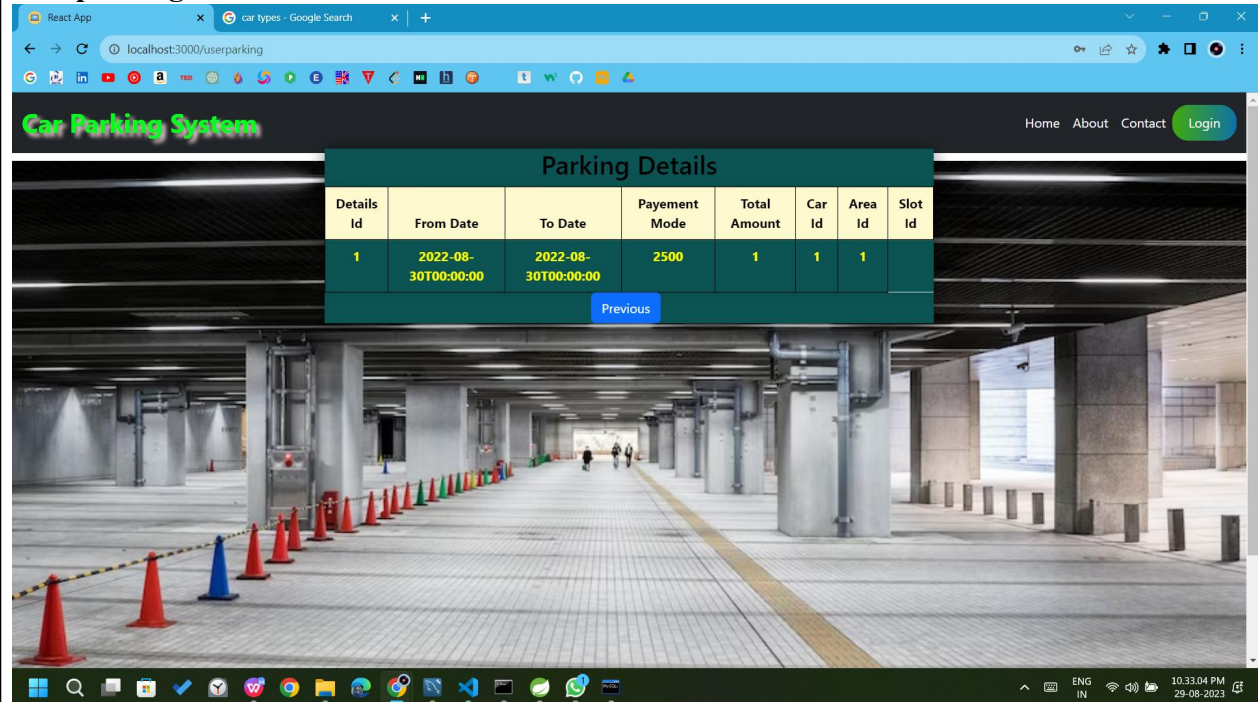 React App
car types - Google Search
localhost:3000/userparking
Car Parking System
Home About Contact Login
Parking Details
Details Id From Date To Date Payement Mode Total Amount Car Id Area Id Slot Id
1 2022-08-30T00:00:00 2022-08-30T00:00:00 2500 1 1 1
Previous
ENG
IN
10.33.04 PM
29-08-2023